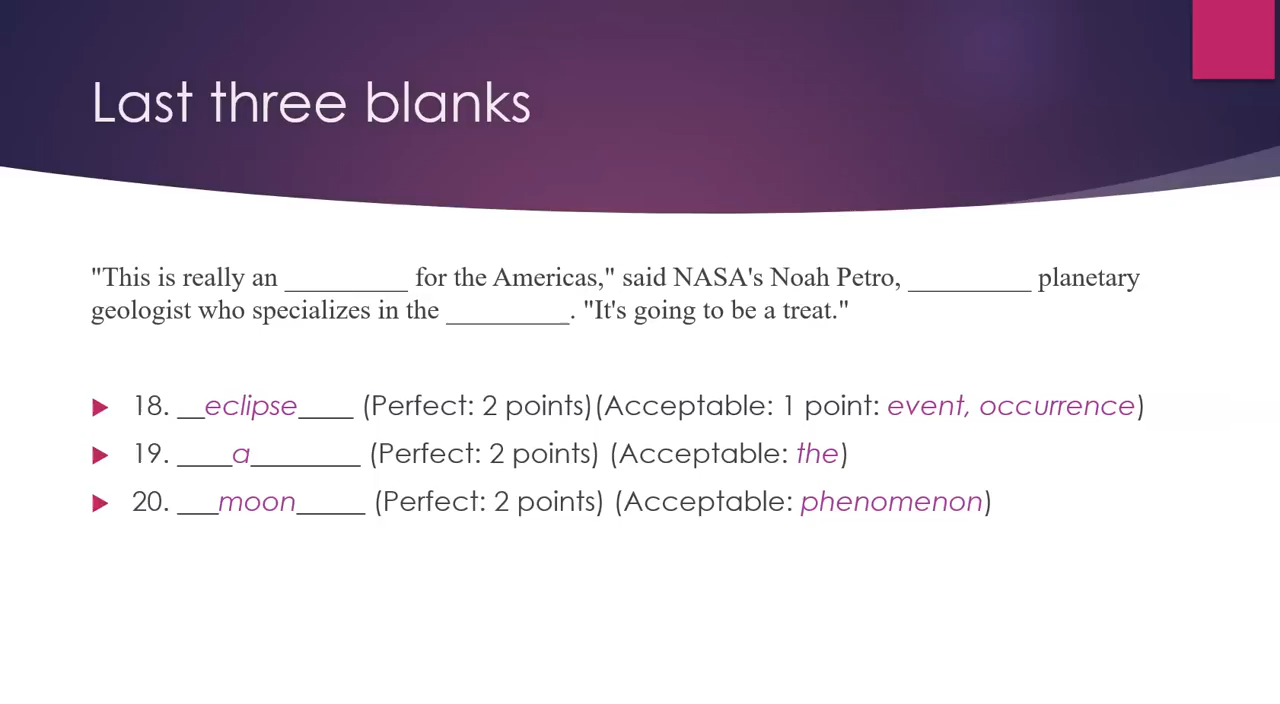 Last three blanks
"This is really an _________ for the Americas," said NASA's Noah Petro, _________ planetary
geologist who specializes in the _________. "It's going to be a treat."
18. __eclipse____ (Perfect: 2 points)(Acceptable: 1 point: event, occurrence)
19. ____a________ (Perfect: 2 points) (Acceptable: the)
20. ___moon_____ (Perfect: 2 points) (Acceptable: phenomenon)